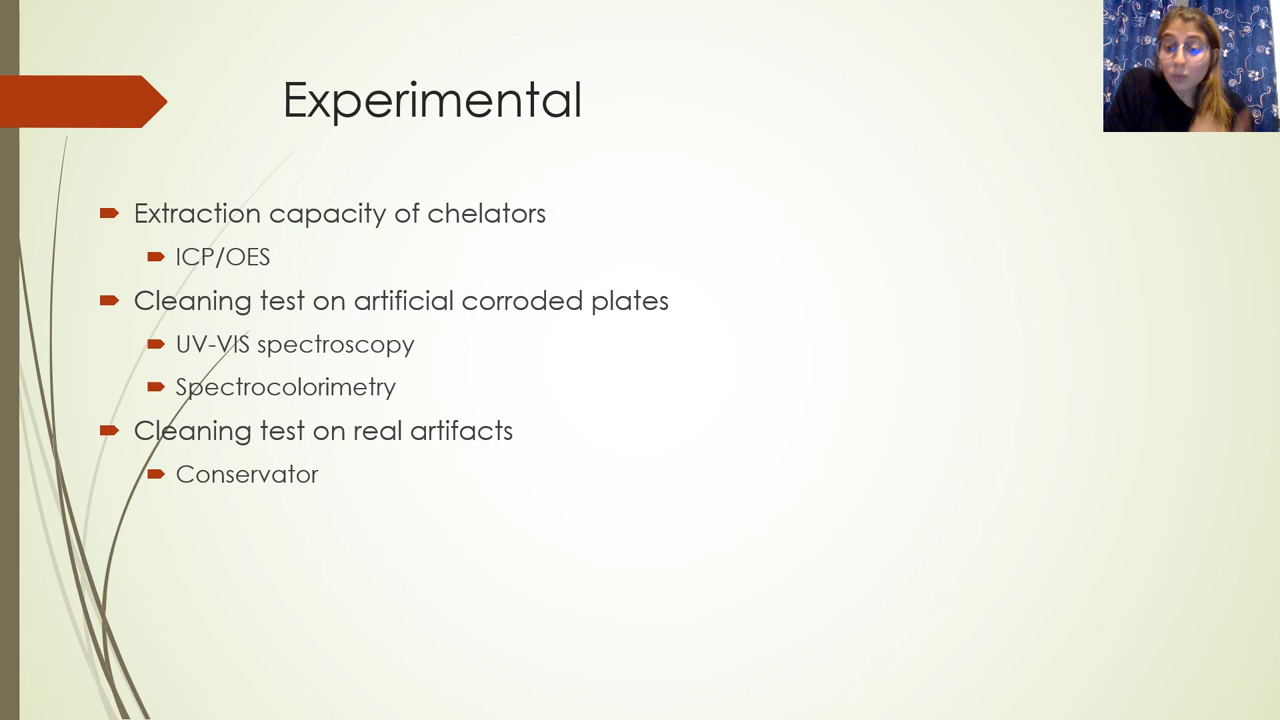 Experimental
Extraction capacity of chelators
ICP/OES
Cleaning test on artificial corroded plates
UV-VIS spectroscopy
Spectrocolorimetry
Cleaning test on real artifacts
Conservator